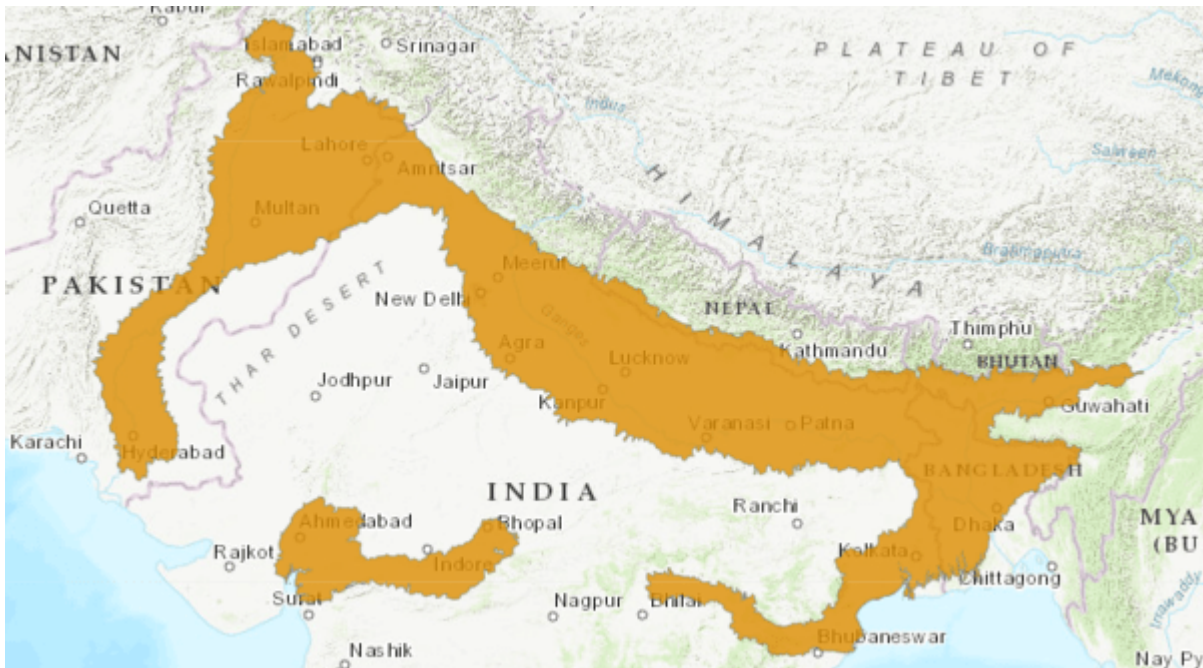 Islamabad
Srinagar
ANISTAN
Rawalpindi
PLATEAU OF
TIBET
Mekong
Indus
Lahore
Amritsar
Salween
HIMALAYA
Quetta
Multan
Brahmaputra
PAKISTAN
Meerut
New Delhi
THAR DESERT
Ganges
NEPAL
Thimphu
Kathmandu
BHUTAN
Agra
Lucknow
Jodhpur
Jaipur
Kanpur
Guwahati
Varanasi
Patna
Karachi
Hyderabad
BANGLADESH
INDIA
Ranchi
Ahmedabad
Bhopal
Dhaka
MYA
(BU
Rajkot
Indore
Kolkata
Chittagong
Surat
Nagpur
Bhilai
Bhubaneswar
Nashik
Nay Py